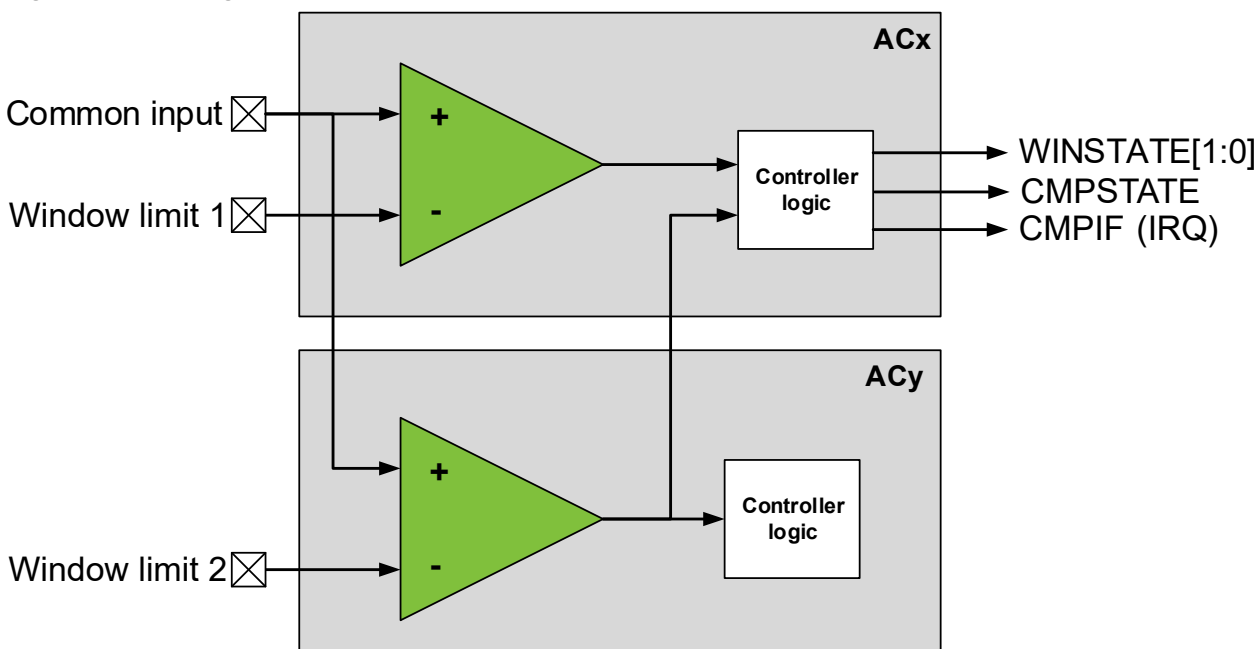 ACx
Common input
+
Window limit 1
-
Controller
logic
WINSTATE[1:0]
CMPSTATE
CMPIF (IRQ)
ACy
+
Window limit 2
-
Controller
logic